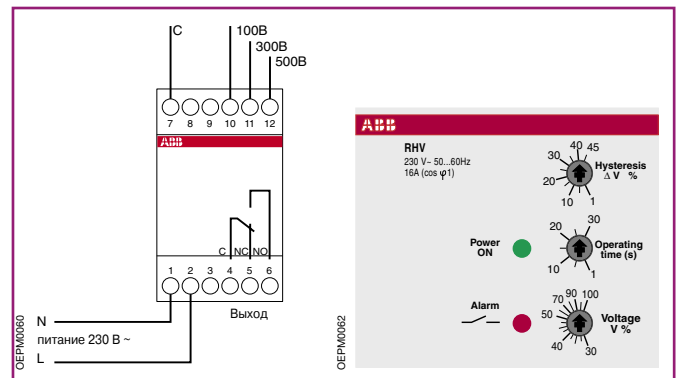 C
100В
300В
500В
7 8 9 10 11 12
ABB
C NC NO
1 2 3 4 5 6
Выход
N
питание 230 В ~
L
OEPM0060
ABB
RHV
230 V~ 50...60Hz
16A (cos φ1)
40 45
30
20
10 1
Hysteresis
Δ V %
Power
ON
30
20
10 1
Operating
time (s)
Alarm
70 90 100
50
40 30
Voltage
V %
OEPM0062